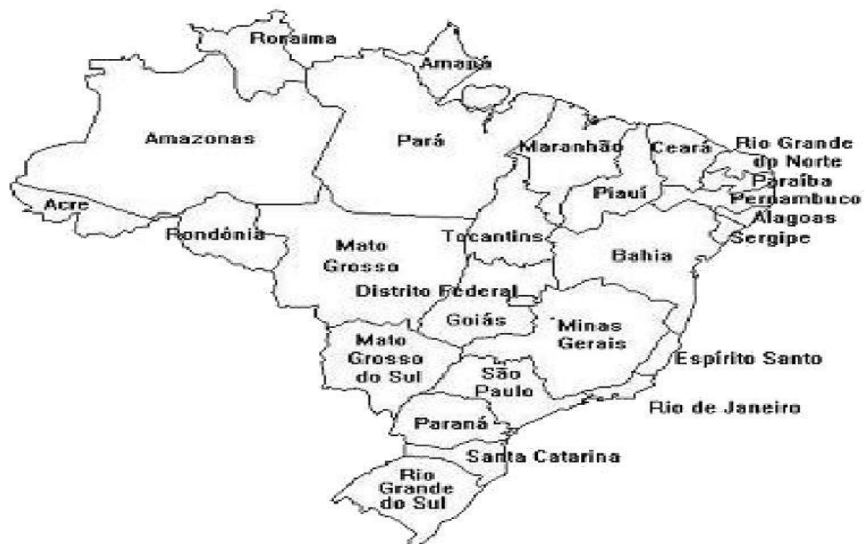 Roraima
Amapá
Amazonas
Pará
Maranhão
Ceará
Rio Grande
do Norte
Paraíba
Piauí
Pernambuco
Acre
Alagoas
Rondônia
Tocantins
Sergipe
Mato
Grosso
Bahia
Distrito Federal
Goiás
Minas
Gerais
Mato
Grosso
do Sul
Espírito Santo
São
Paulo
Rio de Janeiro
Paraná
Santa Catarina
Rio
Grande
do Sul